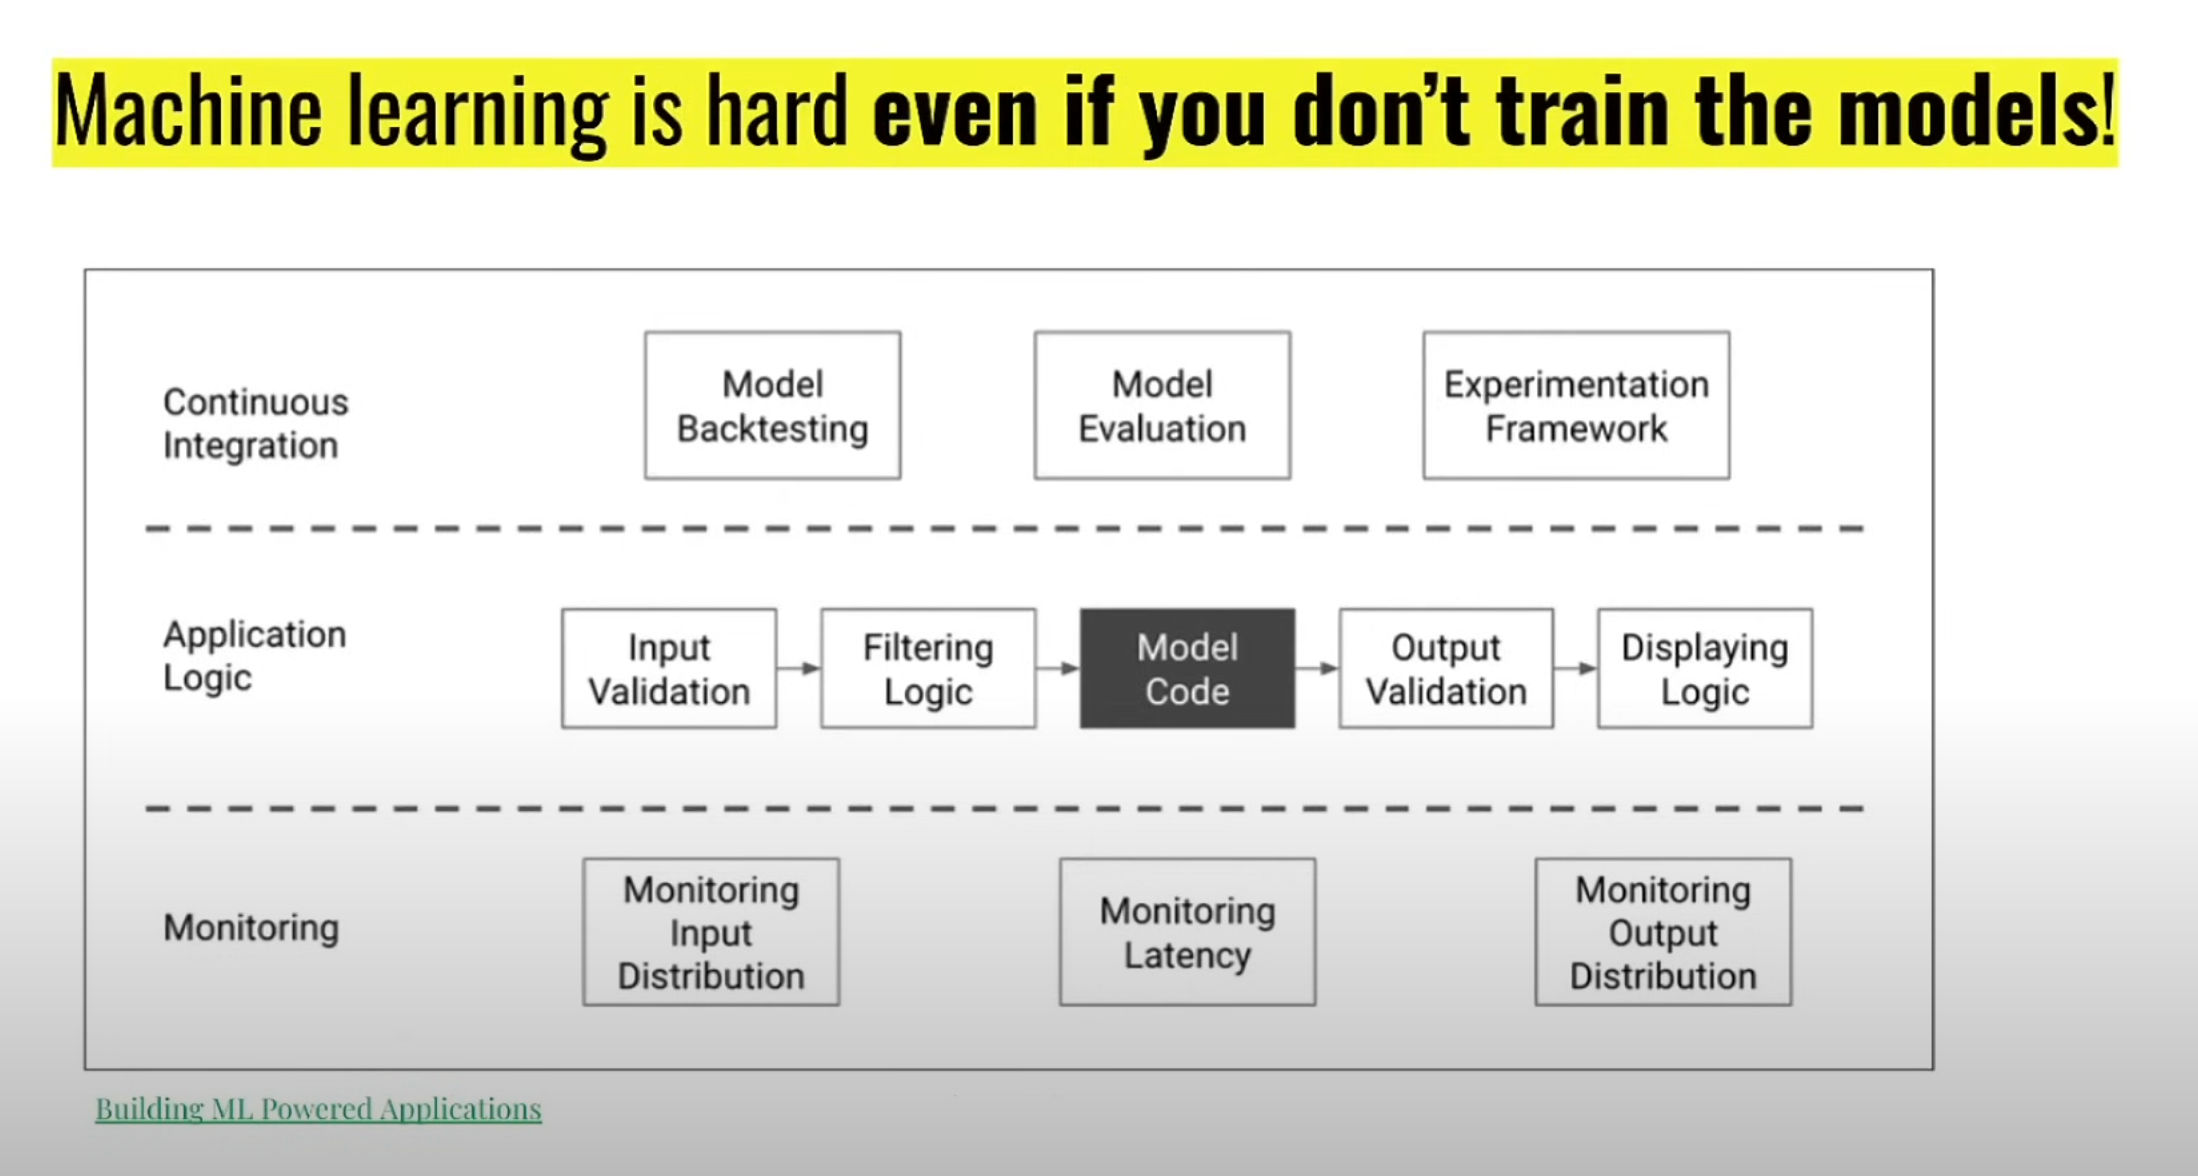 Machine learning is hard even if you don’t train the models!
Continuous
Integration
Model
Backtesting
Model
Evaluation
Experimentation
Framework
Application
Logic
Input
Validation
Filtering
Logic
Model
Code
Output
Validation
Displaying
Logic
Monitoring
Monitoring
Input
Distribution
Monitoring
Latency
Monitoring
Output
Distribution
Building ML Powered Applications